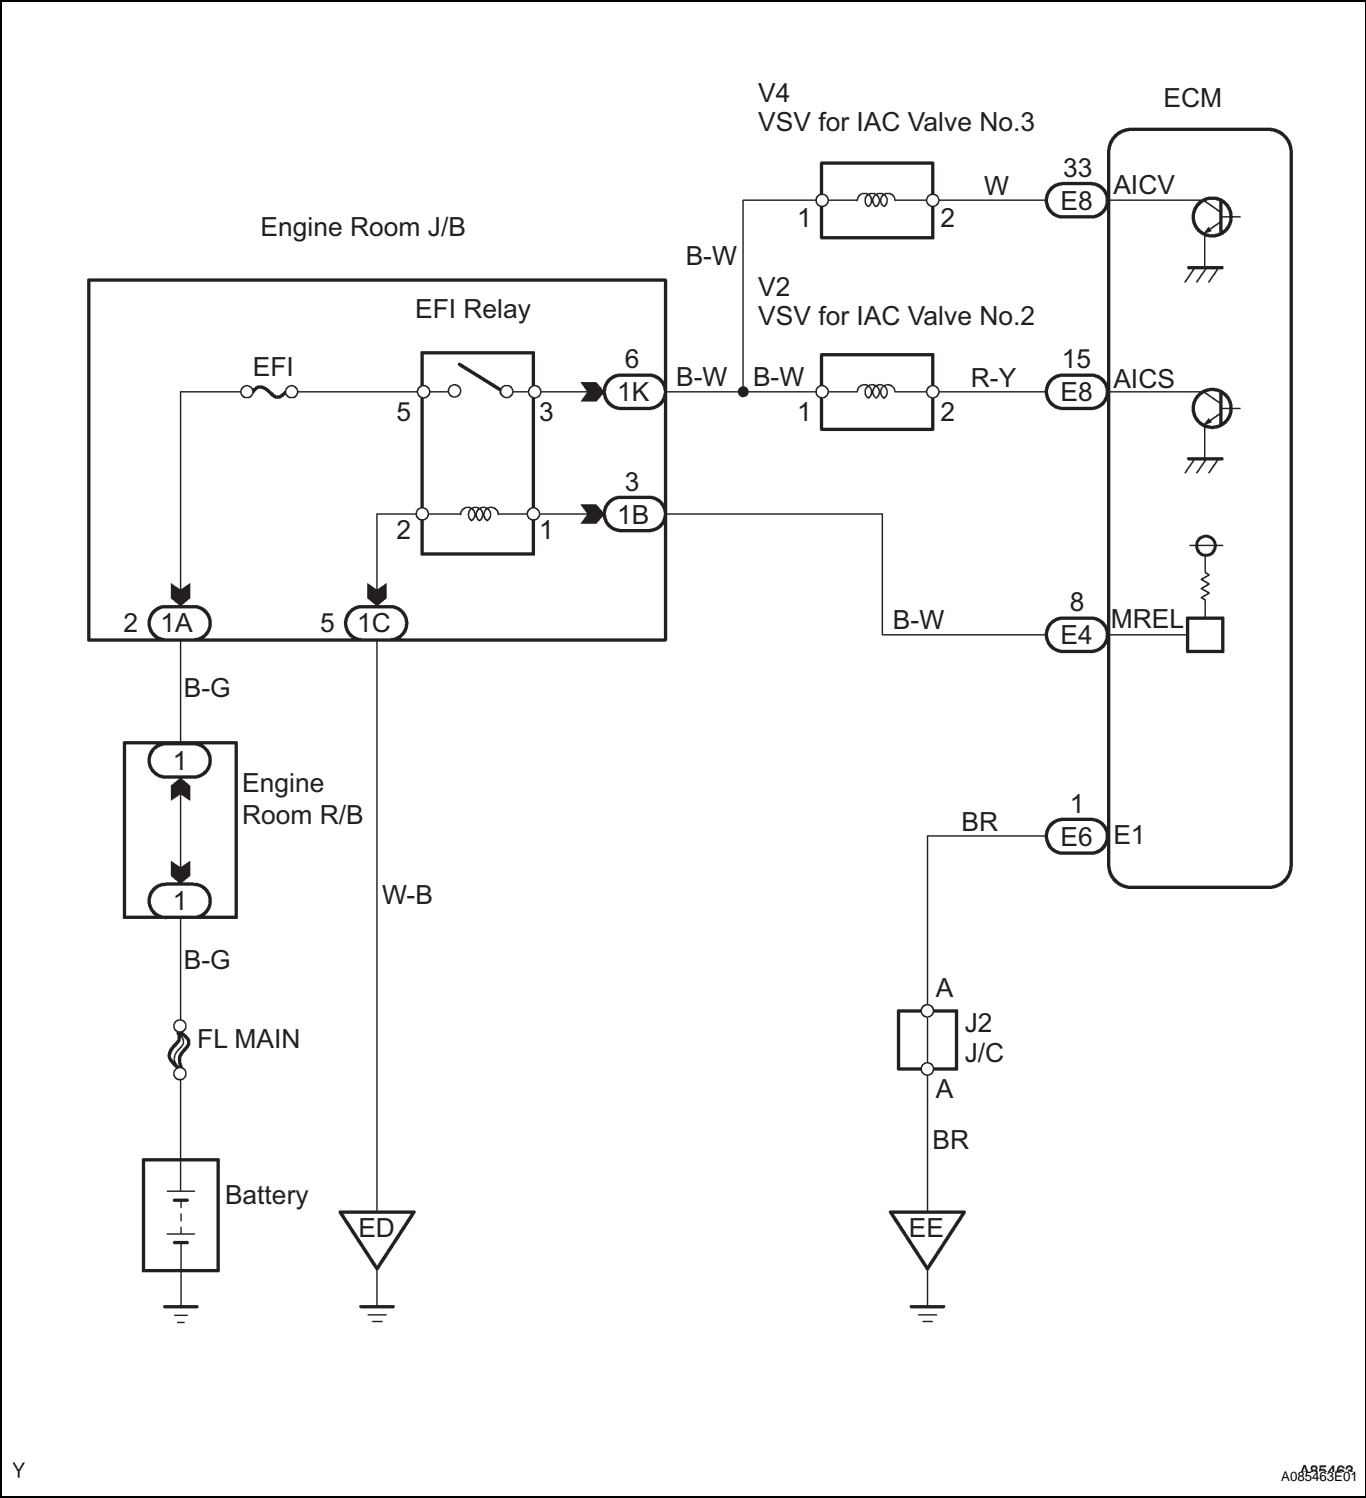 V4
VSV for IAC Valve No.3
ECM
33
W
E8
AICV
1
2
Engine Room J/B
B-W
V2
VSV for IAC Valve No.2
EFI Relay
EFI
6
B-W
B-W
R-Y
15
1K
E8
AICS
5
3
1
2
3
1B
2
1
8
B-W
E4
MREL
2
1A
5
1C
B-G
1
Engine
Room R/B
1
BR
E6
E1
1
W-B
B-G
A
J2
J/C
FL MAIN
A
BR
Battery
ED
EE
Y
A85463
A085463E01